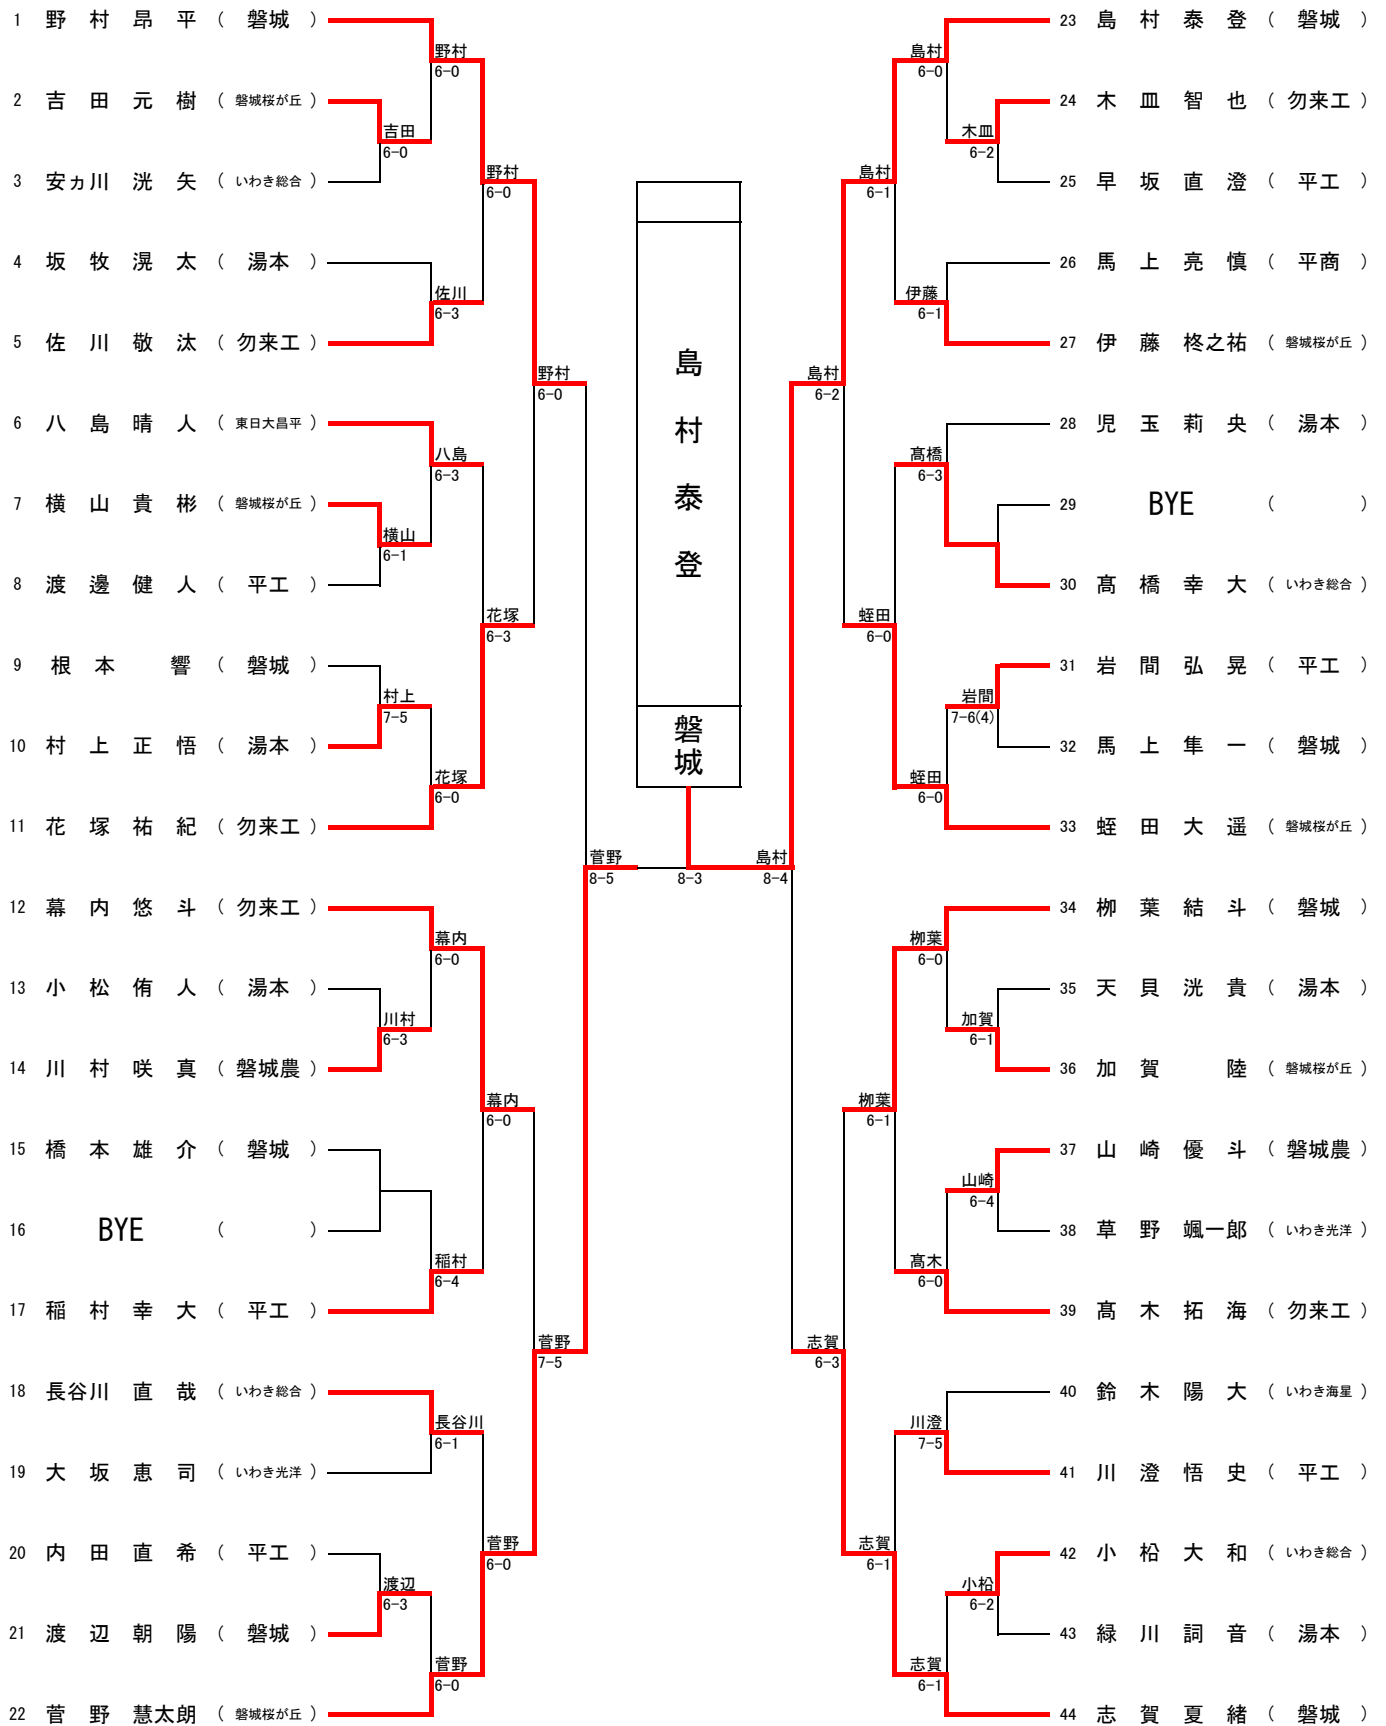 1 野村昂平（磐城）
野村
6-0
2 吉田元樹（磐城桜が丘）
吉田
6-0
3 安ヵ川洸矢（いわき総合）
野村
6-0
4 坂牧滉太（湯本）
佐川
6-3
5 佐川敬汰（勿来工）
野村
6-0
6 八島晴人（東日大昌平）
八島
6-3
7 横山貴彬（磐城桜が丘）
横山
6-1
8 渡邊健人（平工）
花塚
6-3
9 根本響（磐城）
村上
7-5
10 村上正悟（湯本）
花塚
6-0
11 花塚祐紀（勿来工）
菅野
8-5
12 幕内悠斗（勿来工）
幕内
6-0
13 小松侑人（湯本）
川村
6-3
14 川村咲真（磐城農）
幕内
6-0
15 橋本雄介（磐城）
16 BYE（ ）
稲村
6-4
17 稲村幸大（平工）
菅野
7-5
18 長谷川直哉（いわき総合）
長谷川
6-1
19 大坂恵司（いわき光洋）
菅野
6-0
20 内田直希（平工）
渡辺
6-3
21 渡辺朝陽（磐城）
菅野
6-0
22 菅野慧太朗（磐城桜が丘）
島村泰登
磐城
8-3
23 島村泰登（磐城）
島村
6-0
24 木皿智也（勿来工）
木皿
6-2
25 早坂直澄（平工）
島村
6-1
26 馬上亮慎（平商）
伊藤
6-1
27 伊藤柊之祐（磐城桜が丘）
島村
6-2
28 児玉莉央（湯本）
髙橋
6-3
29 BYE（ ）
30 髙橋幸大（いわき総合）
蛭田
6-0
31 岩間弘晃（平工）
岩間
7-6(4)
32 馬上隼一（磐城）
蛭田
6-0
33 蛭田大遥（磐城桜が丘）
島村
8-4
34 栁葉結斗（磐城）
栁葉
6-0
35 天貝洸貴（湯本）
加賀
6-1
36 加賀陸（磐城桜が丘）
栁葉
6-1
37 山崎優斗（磐城農）
山崎
6-4
38 草野颯一郎（いわき光洋）
髙木
6-0
39 髙木拓海（勿来工）
志賀
6-3
40 鈴木陽大（いわき海星）
川澄
7-5
41 川澄悟史（平工）
志賀
6-1
42 小松大和（いわき総合）
小松
6-2
43 緑川詞音（湯本）
志賀
6-1
44 志賀夏緒（磐城）